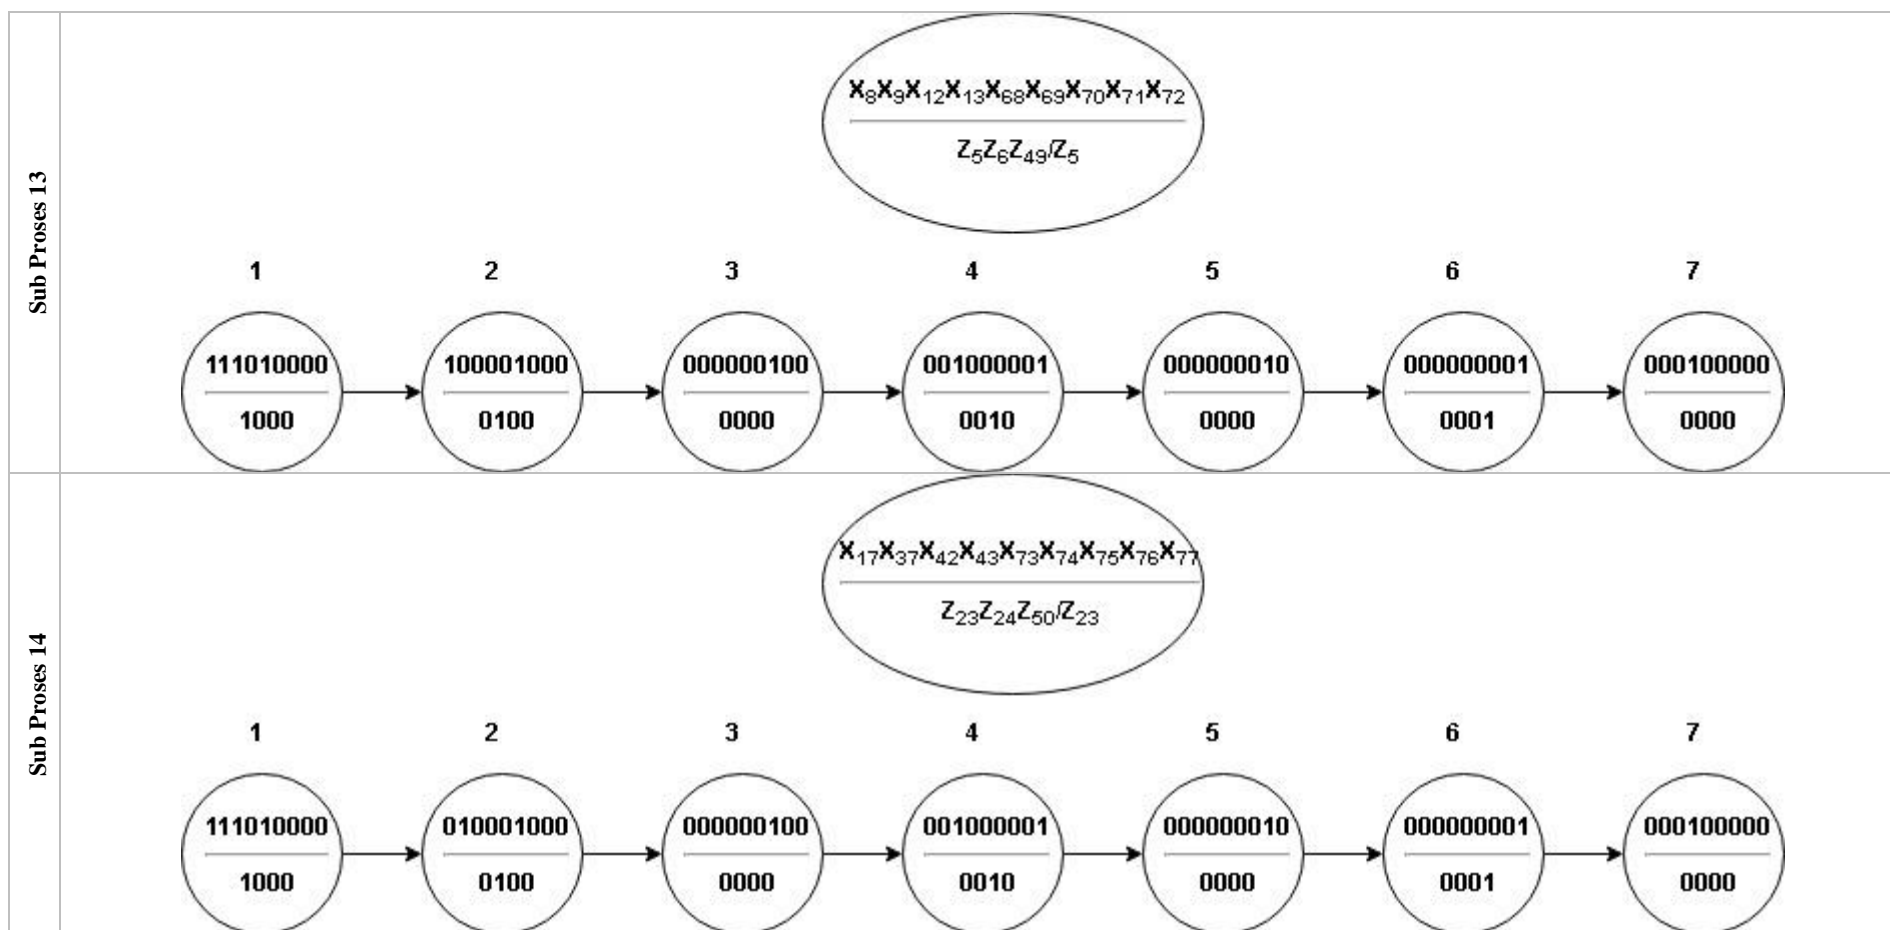 Sub Proses 13
X₈X₉X₁₂X₁₃X₆₈X₆₉X₇₀X₇₁X₇₂
Z₅Z₆Z₄₉/Z₅
1 2 3 4 5 6 7
111010000 100001000 000000100 001000001 000000010 000000001 000100000
1000 0100 0000 0010 0000 0001 0000
Sub Proses 14
X₁₇X₃₇X₄₂X₄₃X₇₃X₇₄X₇₅X₇₆X₇₇
Z₂₃Z₂₄Z₅₀/Z₂₃
1 2 3 4 5 6 7
111010000 010001000 000000100 001000001 000000010 000000001 000100000
1000 0100 0000 0010 0000 0001 0000